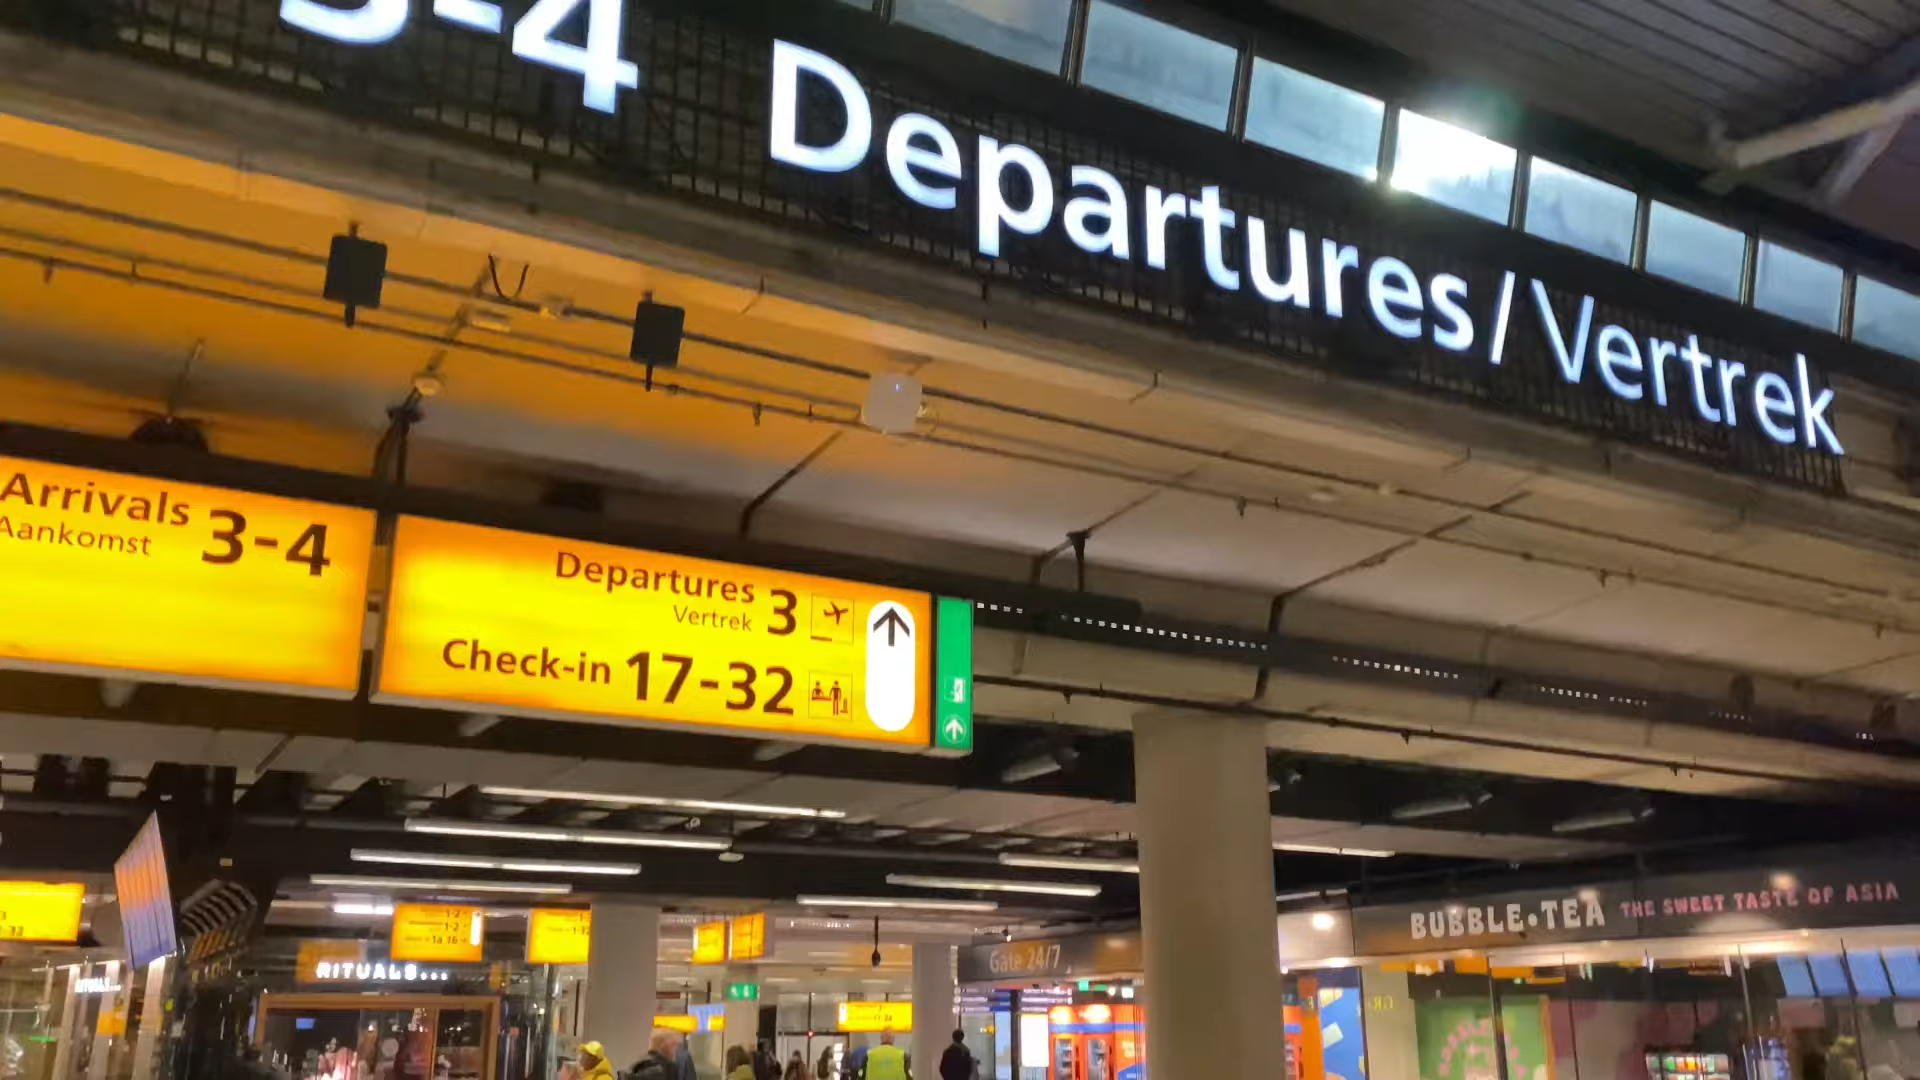 3-4 Departures / Vertrek
Arrivals 3-4
Aankomst
Departures 3
Vertrek
Check-in 17-32
RITUALS...
RITUALS...
Gate 24/7
BUBBLE•TEA THE SWEET TASTE OF ASIA